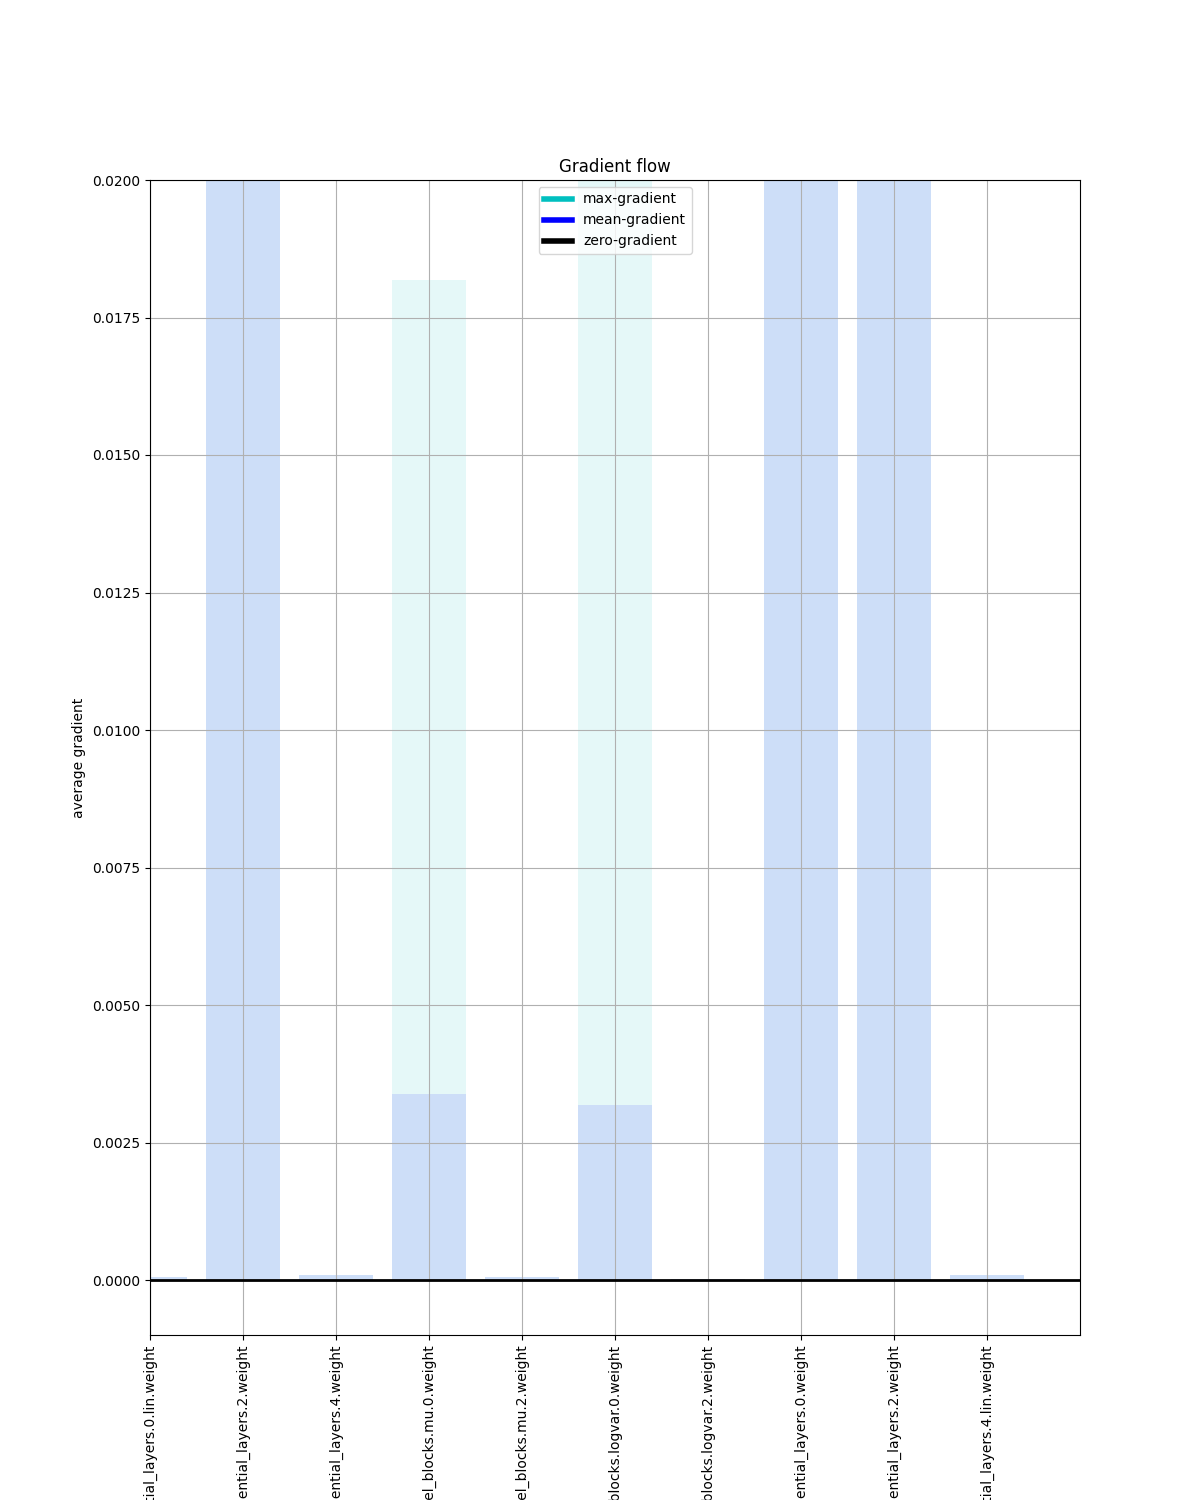 Gradient flow
max-gradient
mean-gradient
zero-gradient
0.0200
0.0175
0.0150
0.0125
0.0100
0.0075
0.0050
0.0025
0.0000
average gradient
tial_layers.0.lin.weight
ential_layers.2.weight
ential_layers.4.weight
el_blocks.mu.0.weight
el_blocks.mu.2.weight
blocks.logvar.0.weight
blocks.logvar.2.weight
ential_layers.0.weight
ential_layers.2.weight
tial_layers.4.lin.weight